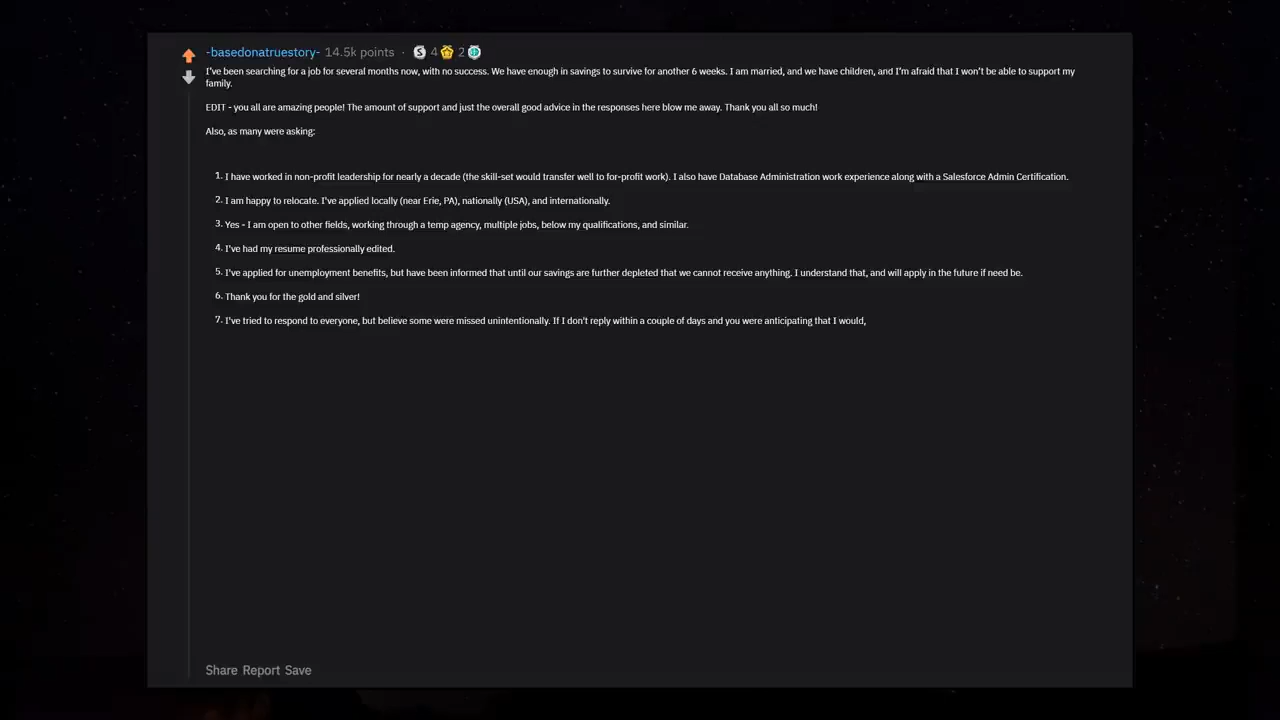 -basedonatruestory- 14.5k points · 4 2
I've been searching for a job for several months now, with no success. We have enough in savings to survive for another 6 weeks. I am married, and we have children, and I'm afraid that I won't be able to support my
family.
EDIT - you all are amazing people! The amount of support and just the overall good advice in the responses here blow me away. Thank you all so much!
Also, as many were asking:
1. I have worked in non-profit leadership for nearly a decade (the skill-set would transfer well to for-profit work). I also have Database Administration work experience along with a Salesforce Admin Certification.
2. I am happy to relocate. I've applied locally (near Erie, PA), nationally (USA), and internationally.
3. Yes - I am open to other fields, working through a temp agency, multiple jobs, below my qualifications, and similar.
4. I've had my resume professionally edited.
5. I've applied for unemployment benefits, but have been informed that until our savings are further depleted that we cannot receive anything. I understand that, and will apply in the future if need be.
6. Thank you for the gold and silver!
7. I've tried to respond to everyone, but believe some were missed unintentionally. If I don't reply within a couple of days and you were anticipating that I would,
Share Report Save